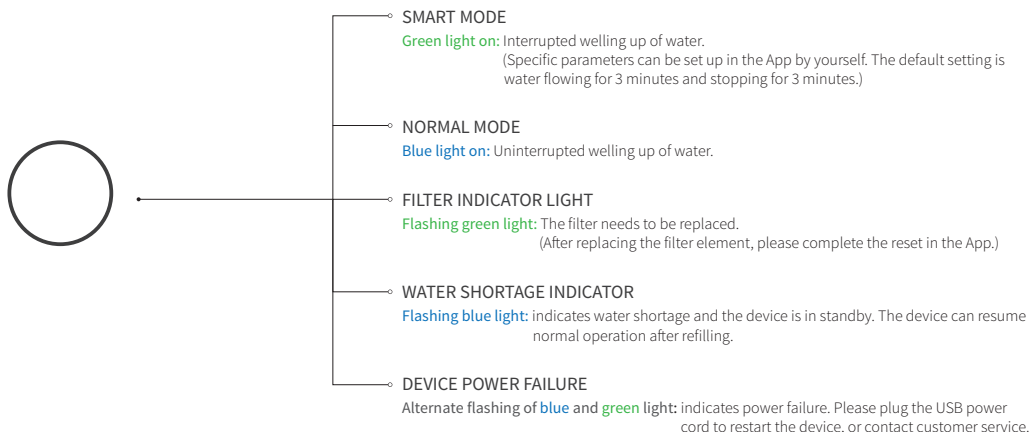 SMART MODE
Green light on: Interrupted welling up of water.
(Specific parameters can be set up in the App by yourself. The default setting is
water flowing for 3 minutes and stopping for 3 minutes.)
NORMAL MODE
Blue light on: Uninterrupted welling up of water.
FILTER INDICATOR LIGHT
Flashing green light: The filter needs to be replaced.
(After replacing the filter element, please complete the reset in the App.)
WATER SHORTAGE INDICATOR
Flashing blue light: indicates water shortage and the device is in standby. The device can resume
normal operation after refilling.
DEVICE POWER FAILURE
Alternate flashing of blue and green light: indicates power failure. Please plug the USB power
cord to restart the device, or contact customer service.